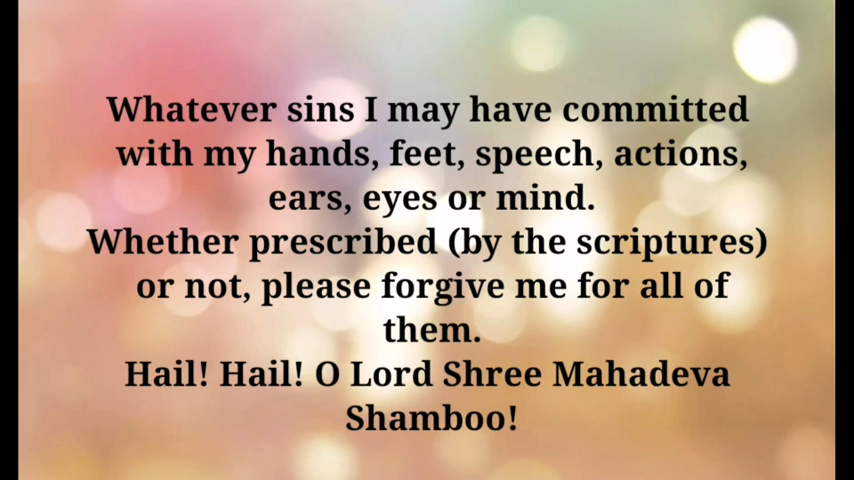 Whatever sins I may have committed
with my hands, feet, speech, actions,
ears, eyes or mind.
Whether prescribed (by the scriptures)
or not, please forgive me for all of
them.
Hail! Hail! O Lord Shree Mahadeva
Shamboo!